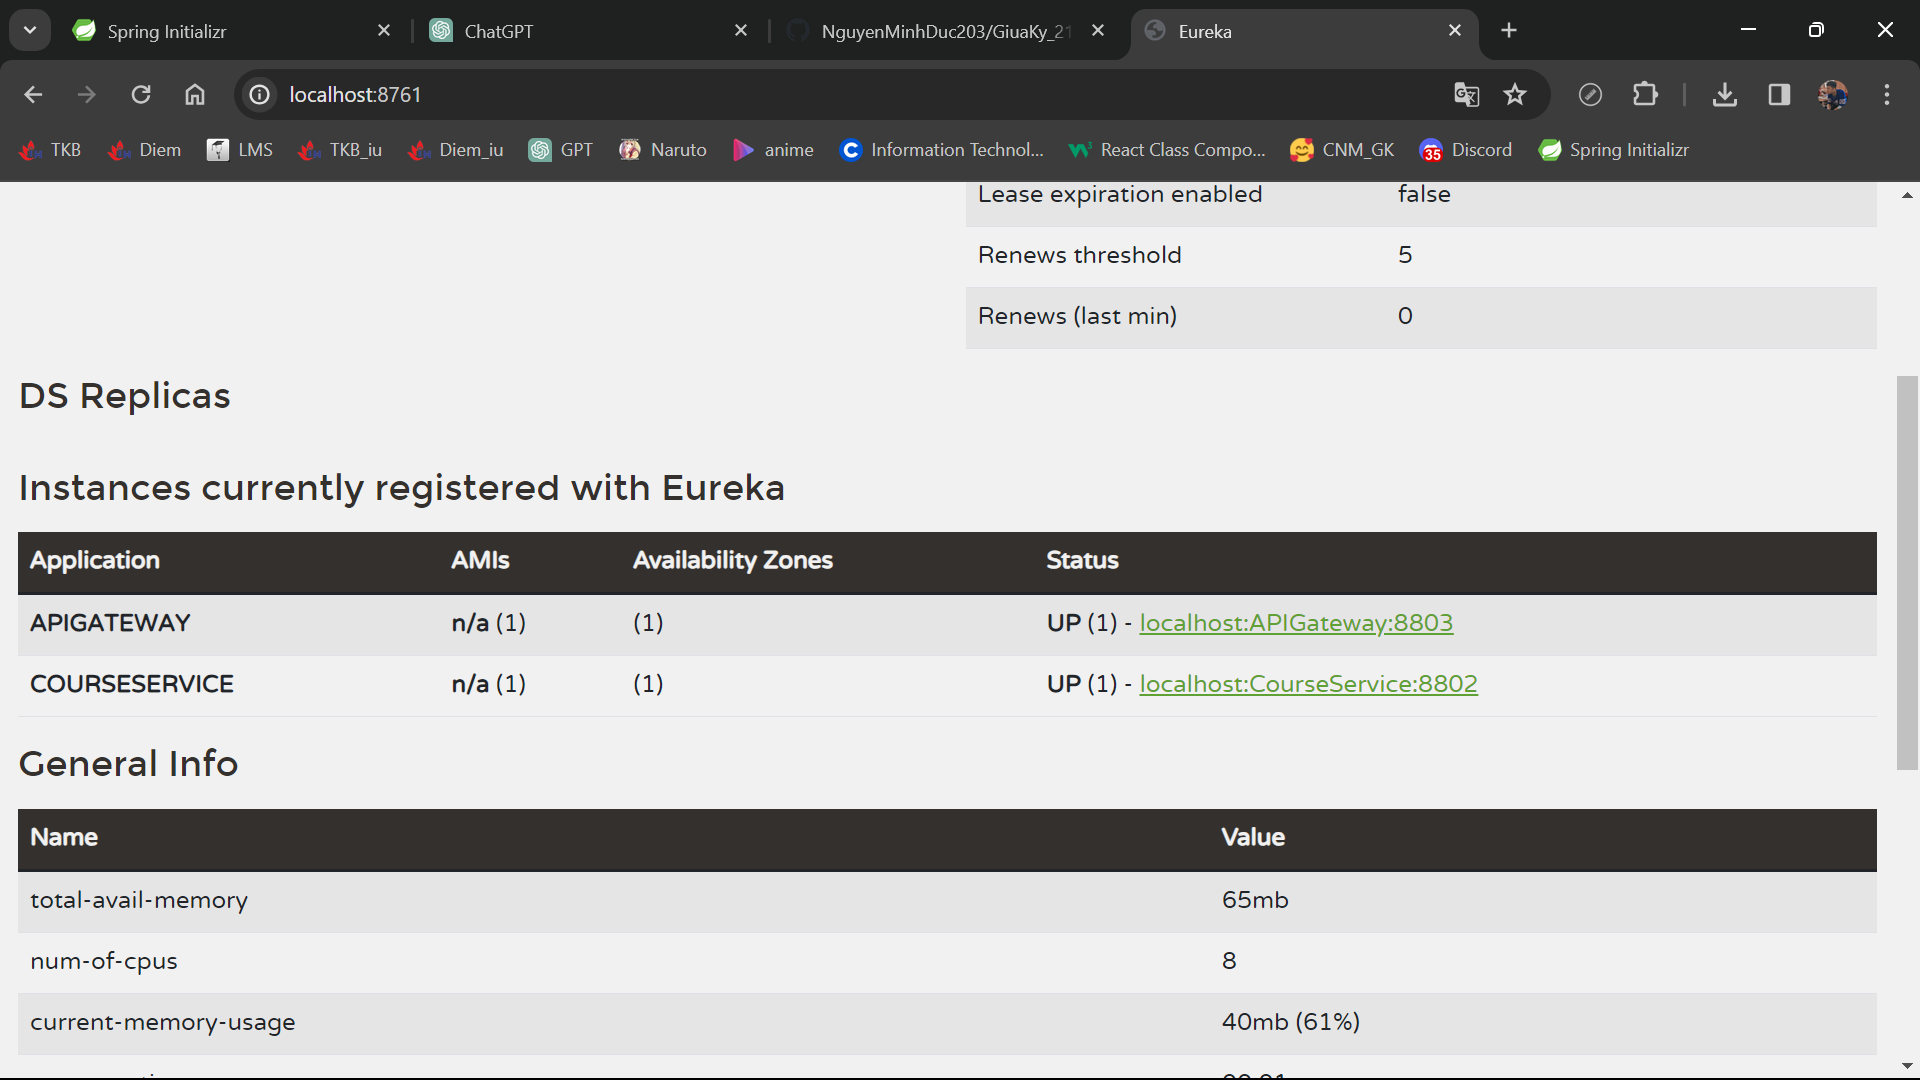 Spring Initializr
ChatGPT
NguyenMinhDuc203/GiuaKy_21
Eureka
localhost:8761
TKB
Diem
LMS
TKB_iu
Diem_iu
GPT
Naruto
anime
Information Technol...
React Class Compo...
CNM_GK
35
Discord
Spring Initializr
Lease expiration enabled false
Renews threshold 5
Renews (last min) 0
DS Replicas
Instances currently registered with Eureka
Application AMIs Availability Zones Status
APIGATEWAY n/a (1) (1) UP (1) - localhost:APIGateway:8803
COURSESERVICE n/a (1) (1) UP (1) - localhost:CourseService:8802
General Info
Name Value
total-avail-memory 65mb
num-of-cpus 8
current-memory-usage 40mb (61%)